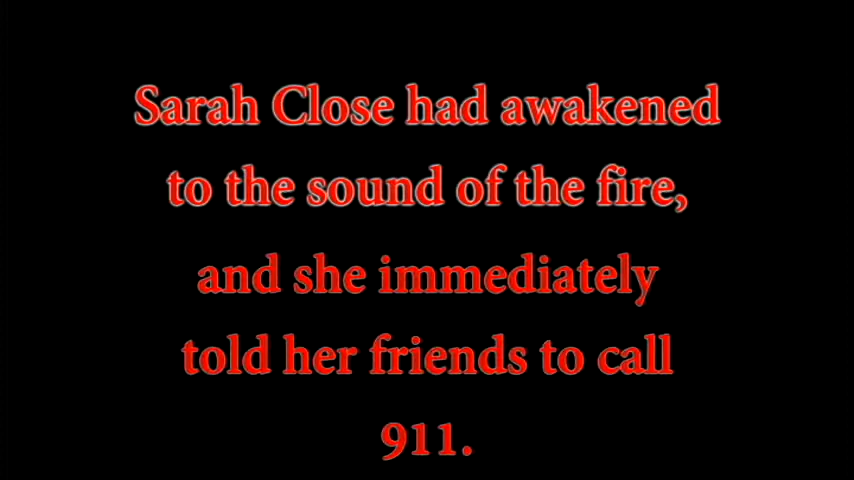 Sarah Close had awakened
to the sound of the fire,
and she immediately
told her friends to call
911.